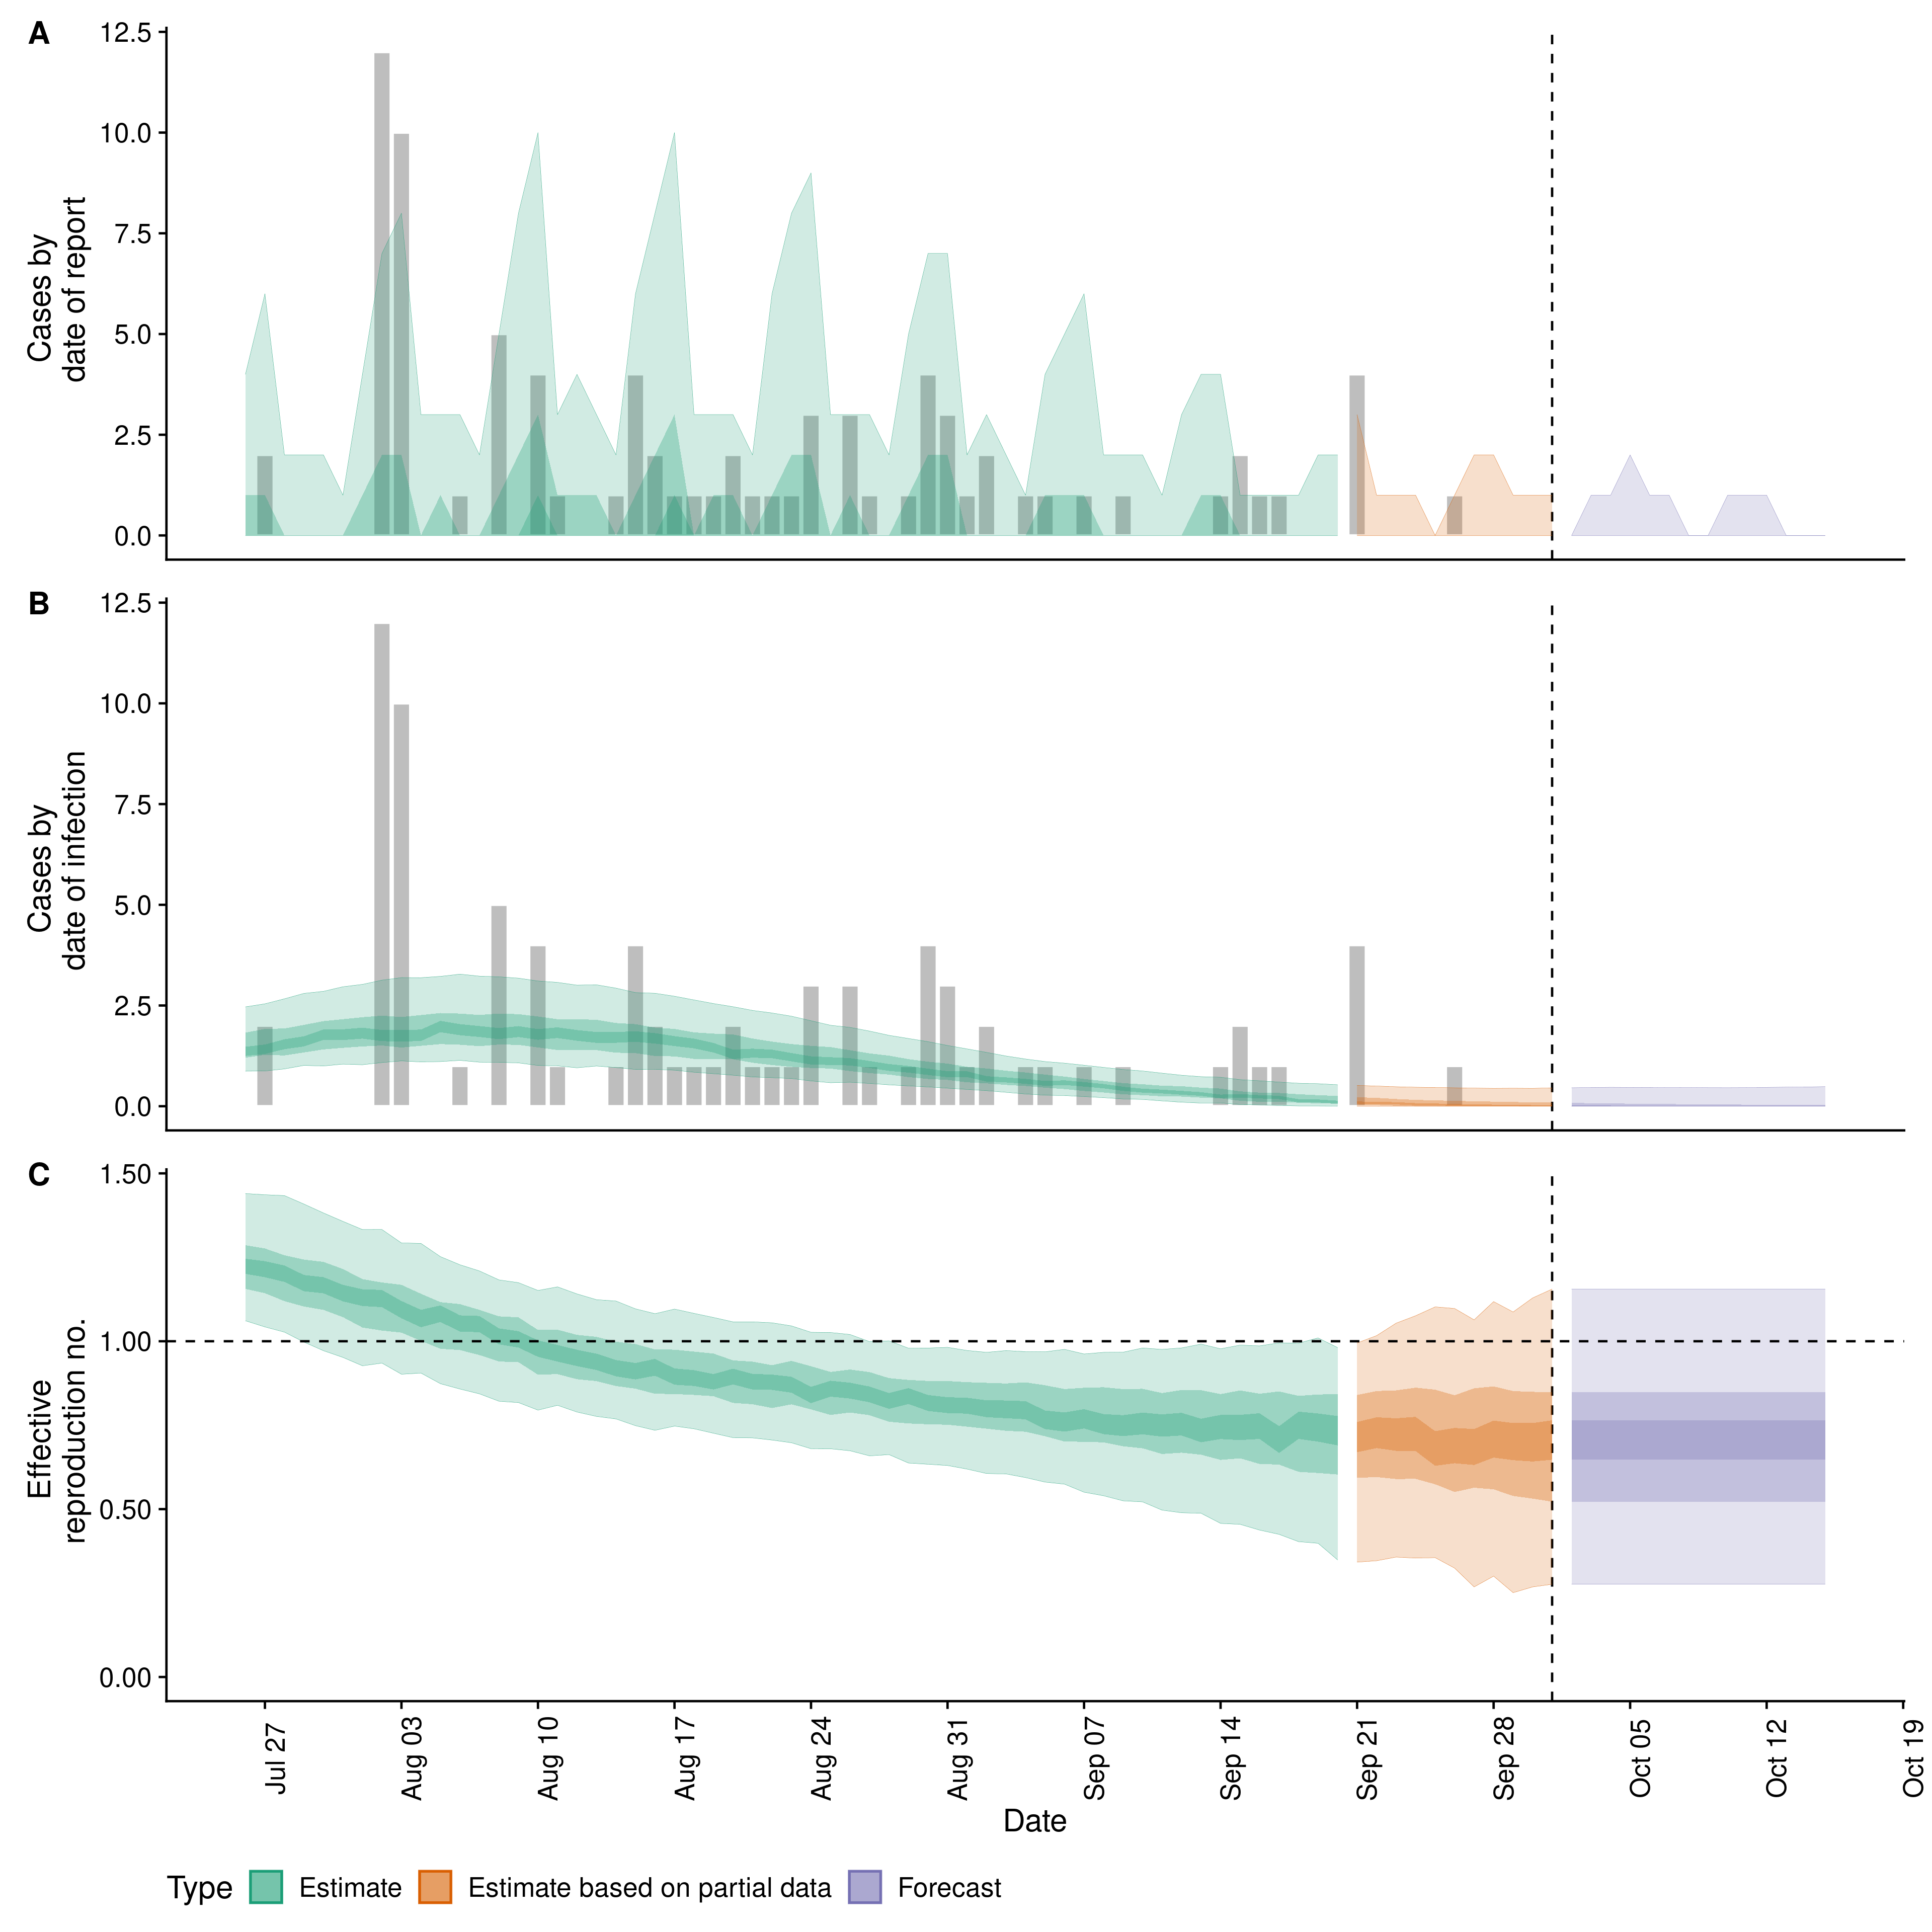 A
Cases by
date of report
12.5
10.0
7.5
5.0
2.5
0.0
B
Cases by
date of infection
12.5
10.0
7.5
5.0
2.5
0.0
C
Effective
reproduction no.
1.50
1.00
0.50
0.00
Jul 27
Aug 03
Aug 10
Aug 17
Aug 24
Aug 31
Sep 07
Sep 14
Sep 21
Sep 28
Oct 05
Oct 12
Oct 19
Date
Type Estimate Estimate based on partial data Forecast